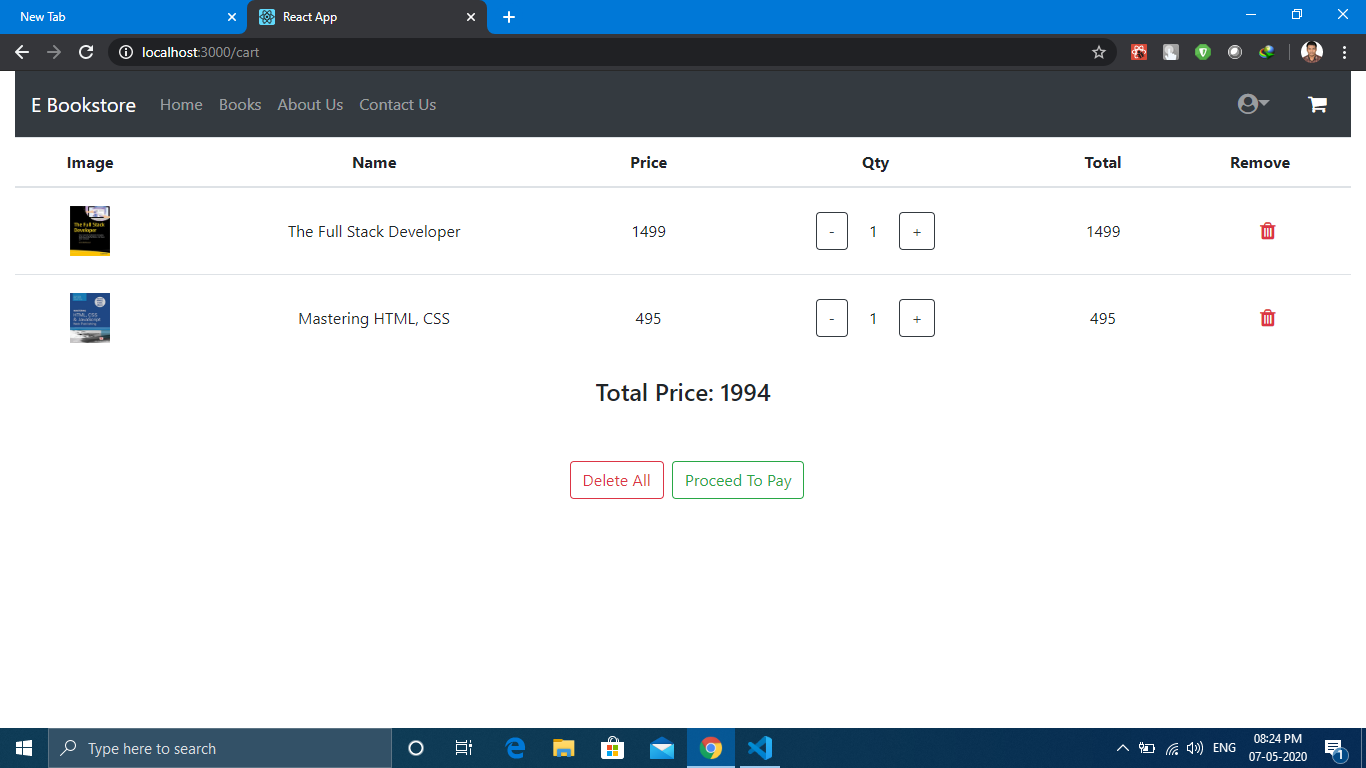 New Tab
React App
localhost:3000/cart
E Bookstore Home Books About Us Contact Us
Image Name Price Qty Total Remove
The Full Stack Developer
The Full Stack Developer 1499 - 1 + 1499
HTML, CSS & JavaScript
Mastering HTML, CSS 495 - 1 + 495
Total Price: 1994
Delete All Proceed To Pay
Type here to search
ENG
08:24 PM
07-05-2020
1